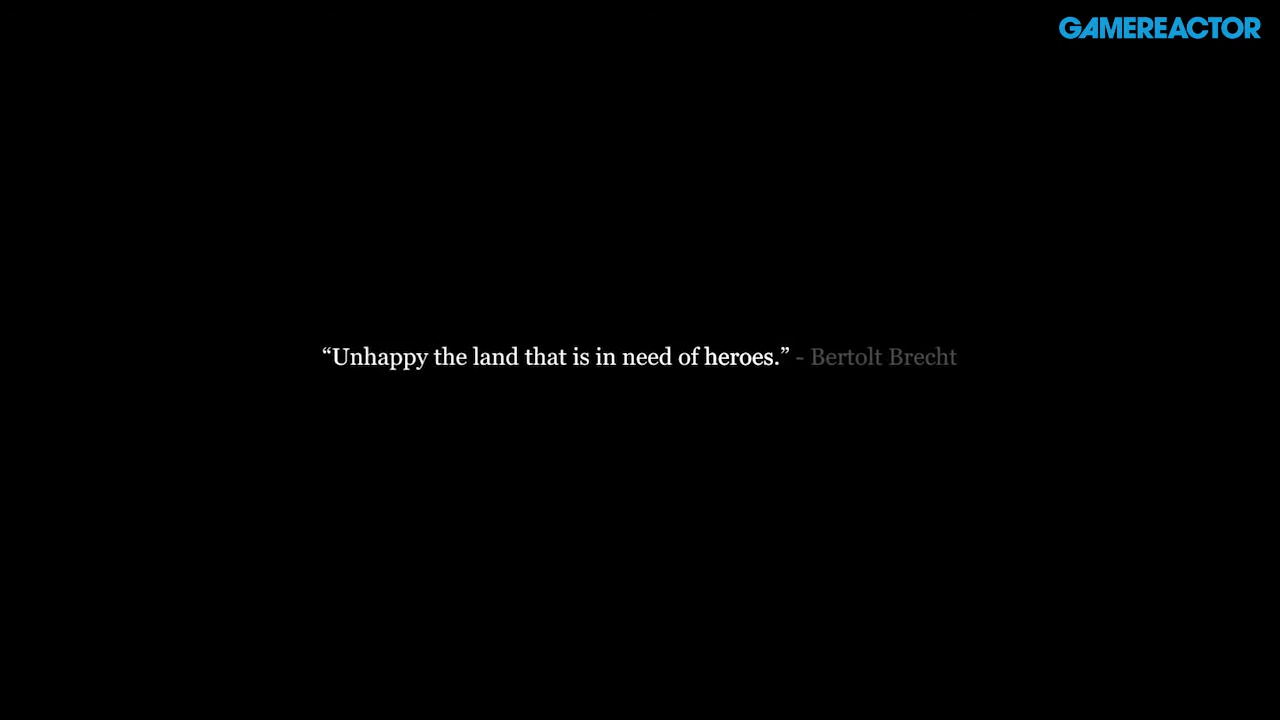 GAMEREACTOR
“Unhappy the land that is in need of heroes.” - Bertolt Brecht